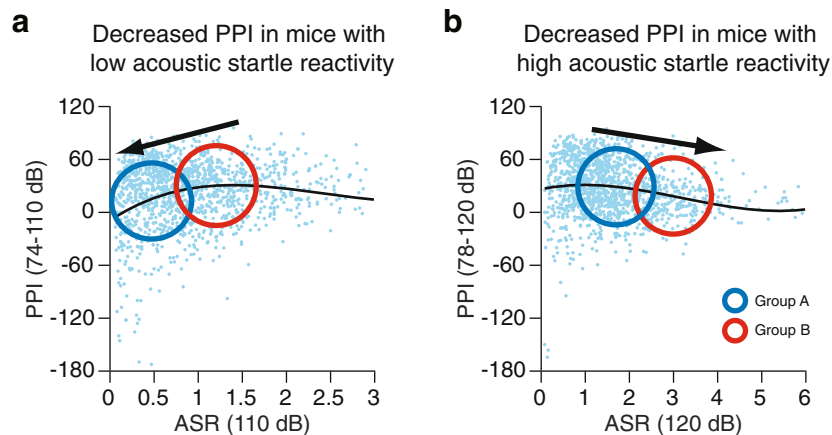 a
Decreased PPI in mice with
low acoustic startle reactivity
PPI (74-110 dB)
120
60
0
-60
-120
-180
0 0.5 1 1.5 2 2.5 3
ASR (110 dB)
b
Decreased PPI in mice with
high acoustic startle reactivity
PPI (78-120 dB)
120
60
0
-60
-120
-180
Group A
Group B
0 1 2 3 4 5 6
ASR (120 dB)